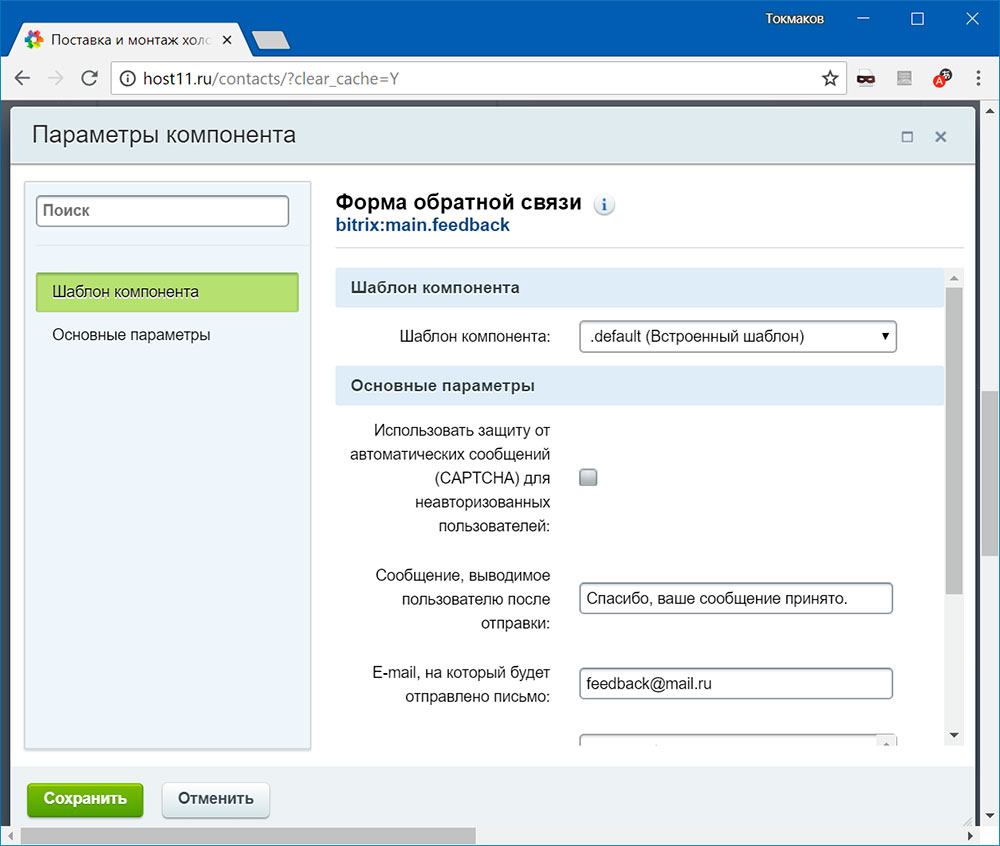 Токмаков
Поставка и монтаж холо
host11.ru/contacts/?clear_cache=Y
Параметры компонента
Поиск
Шаблон компонента
Основные параметры
Форма обратной связи
bitrix:main.feedback
Шаблон компонента
Шаблон компонента:
.default (Встроенный шаблон)
Основные параметры
Использовать защиту от
автоматических сообщений
(CAPTCHA) для
неавторизованных
пользователей:
Сообщение, выводимое
пользователю после
отправки:
Спасибо, ваше сообщение принято.
E-mail, на который будет
отправлено письмо:
feedback@mail.ru
Сохранить
Отменить